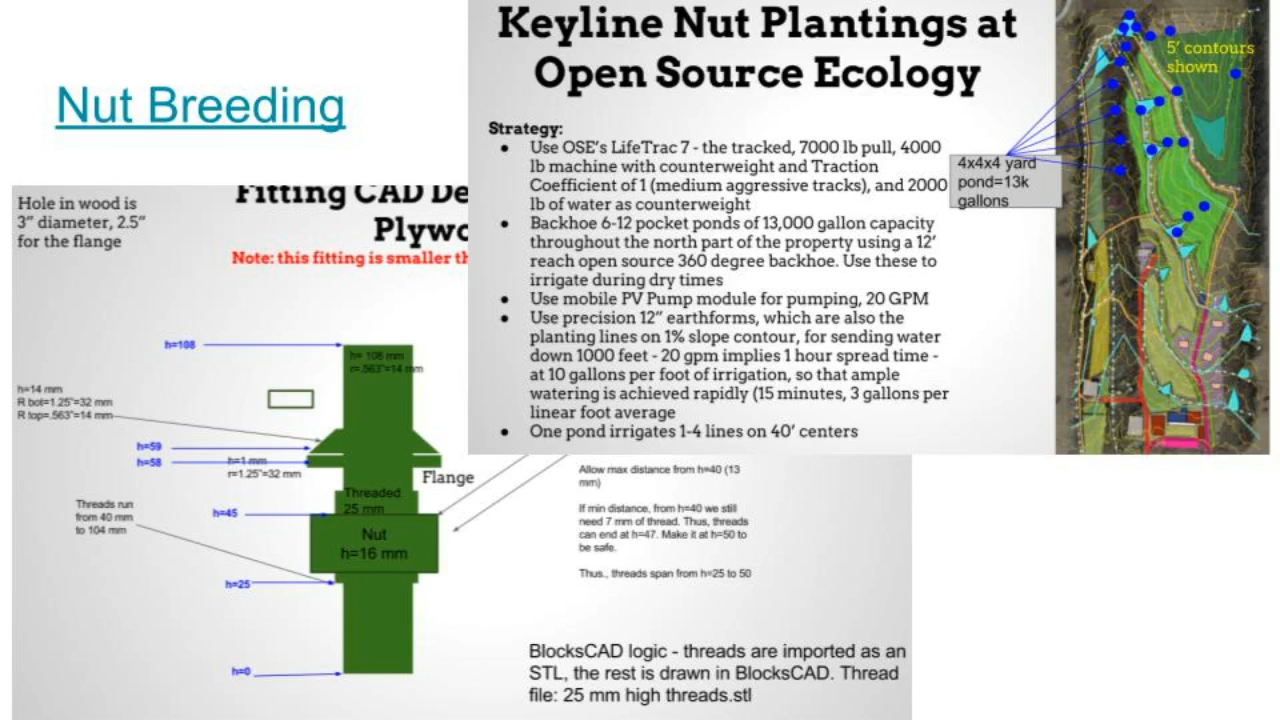 Nut Breeding
Keyline Nut Plantings at
Open Source Ecology
Strategy:
● Use OSE's LifeTrac 7 - the tracked, 7000 lb pull, 4000
lb machine with counterweight and Traction
Coefficient of 1 (medium aggressive tracks), and 2000
lb of water as counterweight
● Backhoe 6-12 pocket ponds of 13,000 gallon capacity
throughout the north part of the property using a 12'
reach open source 360 degree backhoe. Use these to
irrigate during dry times
● Use mobile PV Pump module for pumping, 20 GPM
● Use precision 12" earthforms, which are also the
planting lines on 1% slope contour, for sending water
down 1000 feet - 20 gpm implies 1 hour spread time -
at 10 gallons per foot of irrigation, so that ample
watering is achieved rapidly (15 minutes, 3 gallons per
linear foot average
● One pond irrigates 1-4 lines on 40' centers
5' contours
shown
4x4x4 yard
pond=13k
gallons
Hole in wood is
3" diameter, 2.5"
for the flange
Fitting CAD De
Plywo
Note: this fitting is smaller th
h=108
h= 108 mm
r=.563"=14 mm
h=14 mm
R bot=1.25"=32 mm
R top=.563"=14 mm
h=59
h=58
h=1 mm
r=1.25"=32 mm
Flange
Threads run
from 40 mm
to 104 mm
h=45
Threaded
25 mm
Nut
h=16 mm
h=25
h=0
Allow max distance from h=40 (13
mm)
If min distance, from h=40 we still
need 7 mm of thread. Thus, threads
can end at h=47. Make it at h=50 to
be safe.
Thus., threads span from h=25 to 50
BlocksCAD logic - threads are imported as an
STL, the rest is drawn in BlocksCAD. Thread
file: 25 mm high threads.stl